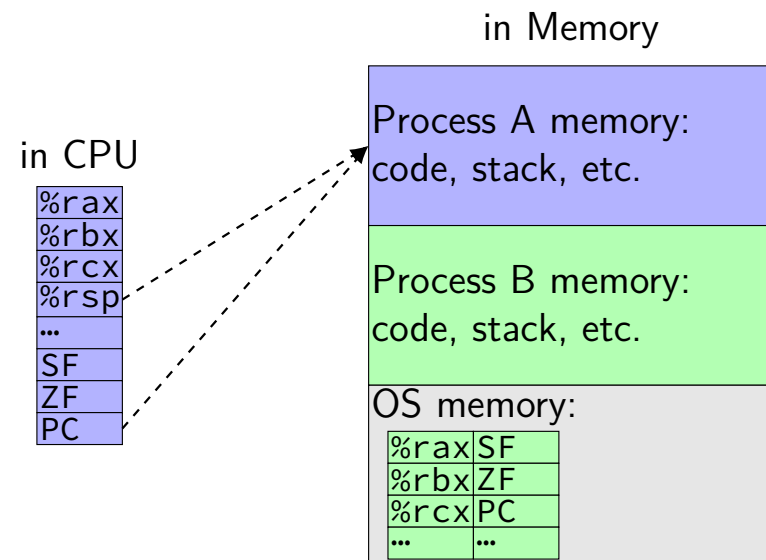 in Memory
in CPU
%rax
%rbx
%rcx
%rsp
…
SF
ZF
PC
Process A memory:
code, stack, etc.
Process B memory:
code, stack, etc.
OS memory:
%rax SF
%rbx ZF
%rcx PC
… …